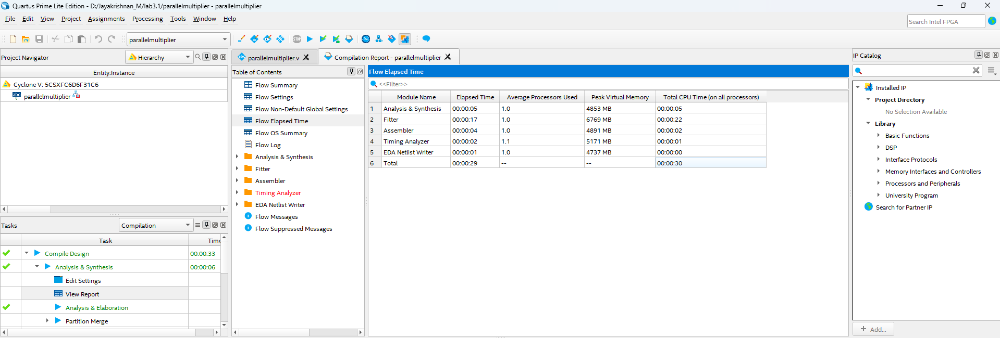 Quartus Prime Lite Edition - D:/Jayakrishnan_M/lab3.1/parallelmultiplier - parallelmultiplier
File Edit View Project Assignments Processing Tools Window Help
Search Intel FPGA
parallelmultiplier
STOP
Project Navigator
Hierarchy
Entity:Instance
Cyclone V: 5CSXFC6D6F31C6
abc parallelmultiplier
Tasks
Compilation
Task Time
Compile Design 00:00:33
Analysis & Synthesis 00:00:06
Edit Settings
View Report
Analysis & Elaboration
Partition Merge
abc parallelmultiplier.v
Compilation Report - parallelmultiplier
Table of Contents
Flow Summary
Flow Settings
Flow Non-Default Global Settings
Flow Elapsed Time
Flow OS Summary
Flow Log
Analysis & Synthesis
Fitter
Assembler
Timing Analyzer
EDA Netlist Writer
Flow Messages
Flow Suppressed Messages
Flow Elapsed Time
<<Filter>>
Module Name Elapsed Time Average Processors Used Peak Virtual Memory Total CPU Time (on all processors)
1 Analysis & Synthesis 00:00:05 1.0 4853 MB 00:00:05
2 Fitter 00:00:17 1.0 6769 MB 00:00:22
3 Assembler 00:00:04 1.0 4891 MB 00:00:02
4 Timing Analyzer 00:00:02 1.1 5171 MB 00:00:01
5 EDA Netlist Writer 00:00:01 1.0 4737 MB 00:00:00
6 Total 00:00:29 -- -- 00:00:30
IP Catalog
Installed IP
Project Directory
No Selection Available
Library
Basic Functions
DSP
Interface Protocols
Memory Interfaces and Controllers
Processors and Peripherals
University Program
Search for Partner IP
+ Add...